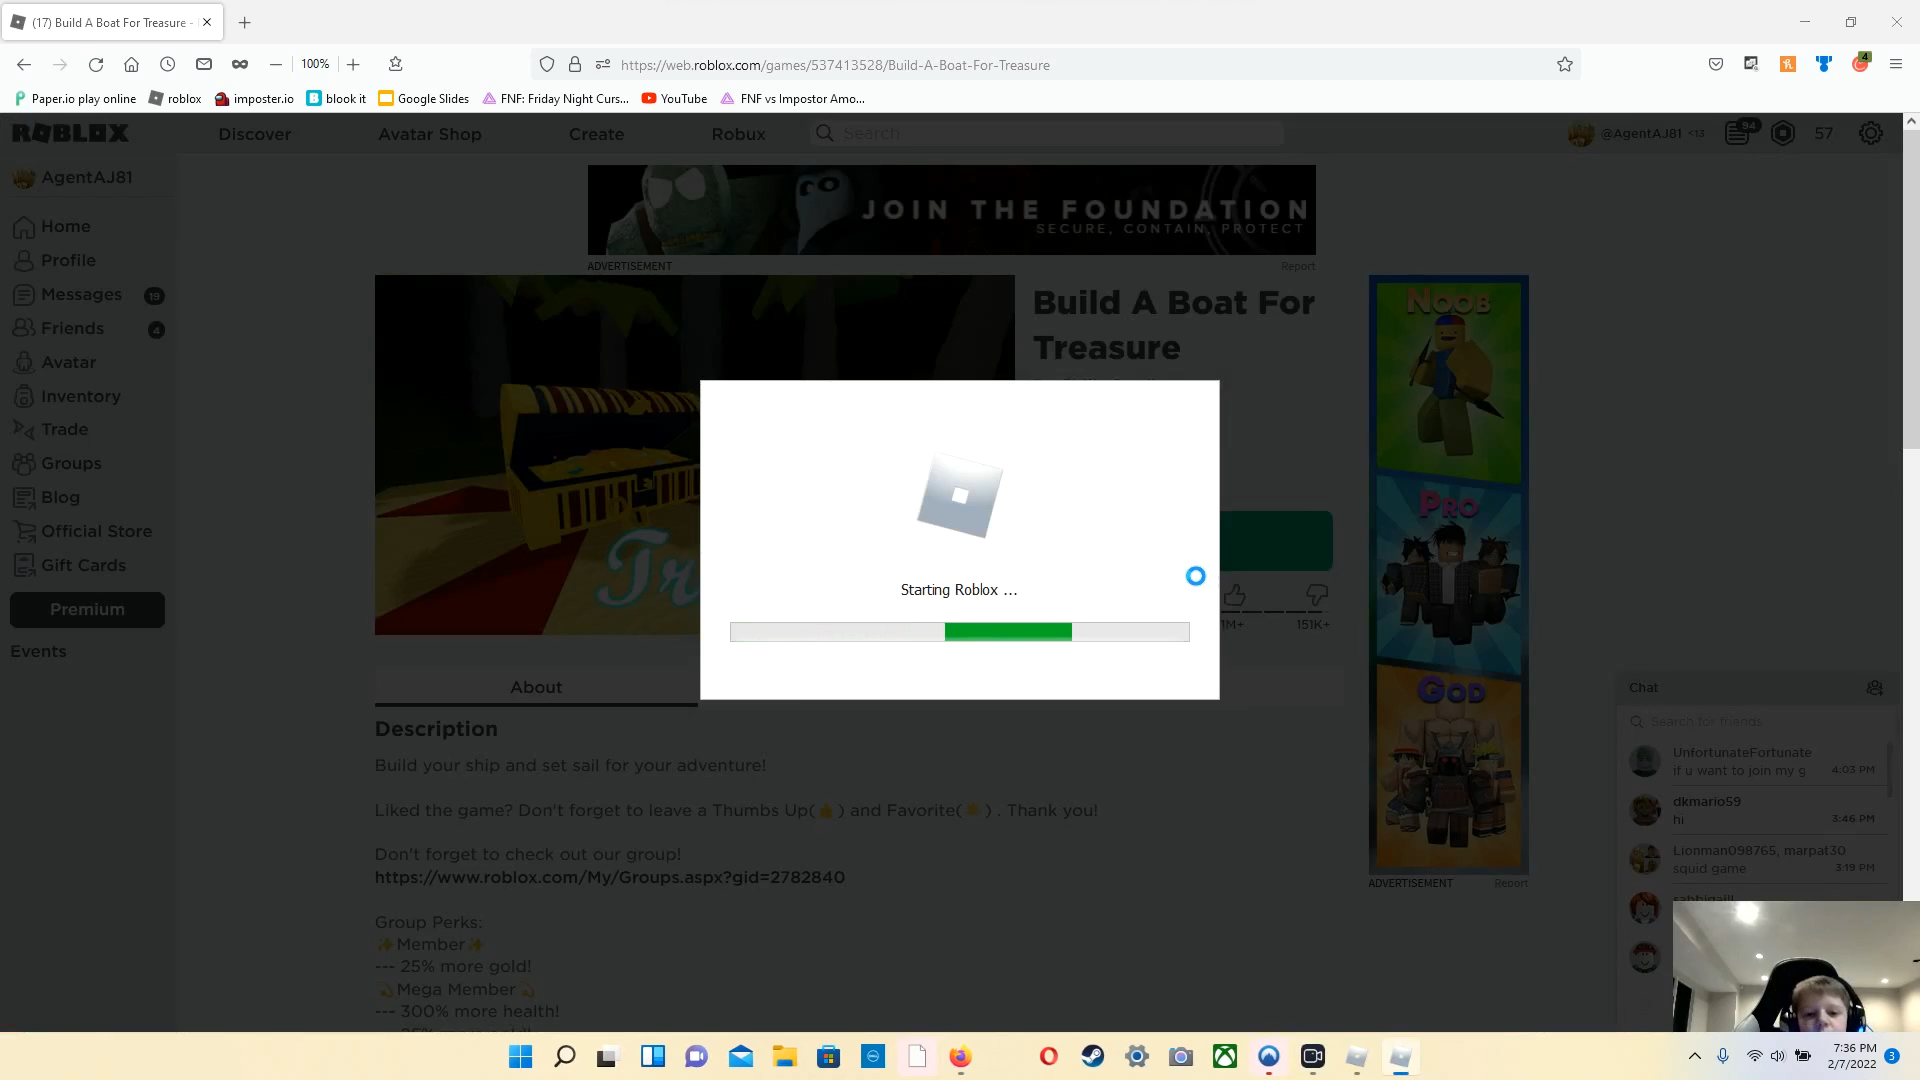 (17) Build A Boat For Treasure -
100%
https://web.roblox.com/games/537413528/Build-A-Boat-For-Treasure
4
Paper.io play online
roblox
imposter.io
blook it
Google Slides
FNF: Friday Night Curs...
YouTube
FNF vs Impostor Amo...
ROBLOX
Discover
Avatar Shop
Create
Robux
Search
@AgentAJ81 <13
94
57
AgentAJ81
Home
Profile
Messages 19
Friends 4
Avatar
Inventory
Trade
Groups
Blog
Official Store
Gift Cards
Premium
Events
JOIN THE FOUNDATION
SECURE, CONTAIN, PROTECT
ADVERTISEMENT
Report
Build A Boat For
Treasure
Tr
Starting Roblox ...
1M+
151K+
NOOB
PRO
GOD
ADVERTISEMENT
Report
About
Description
Build your ship and set sail for your adventure!
Liked the game? Don't forget to leave a Thumbs Up(👍) and Favorite(⭐) . Thank you!
Don't forget to check out our group!
https://www.roblox.com/My/Groups.aspx?gid=2782840
Group Perks:
✨Member✨
--- 25% more gold!
💫Mega Member💫
--- 300% more health!
Chat
Search for friends
UnfortunateFortunate
if u want to join my g
4:03 PM
dkmario59
hi
3:46 PM
Lionman098765, marpat30
squid game
3:19 PM
7:36 PM
2/7/2022
3